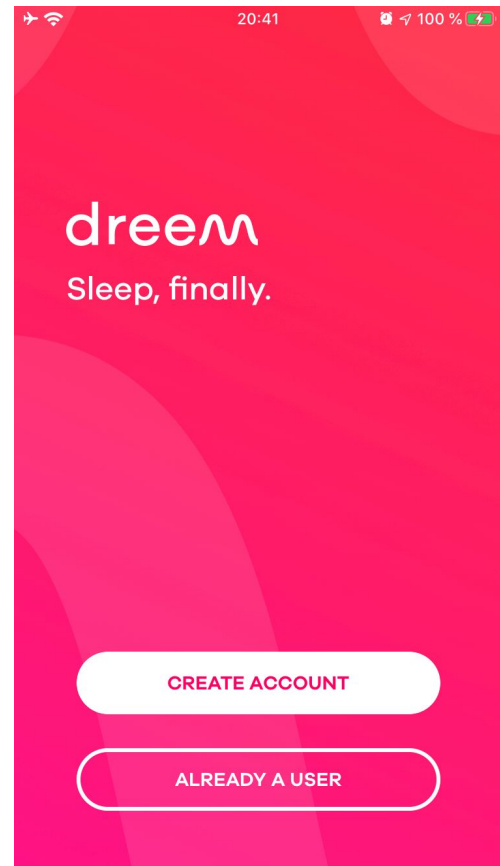 20:41
100 %
dreem
Sleep, finally.
CREATE ACCOUNT
ALREADY A USER